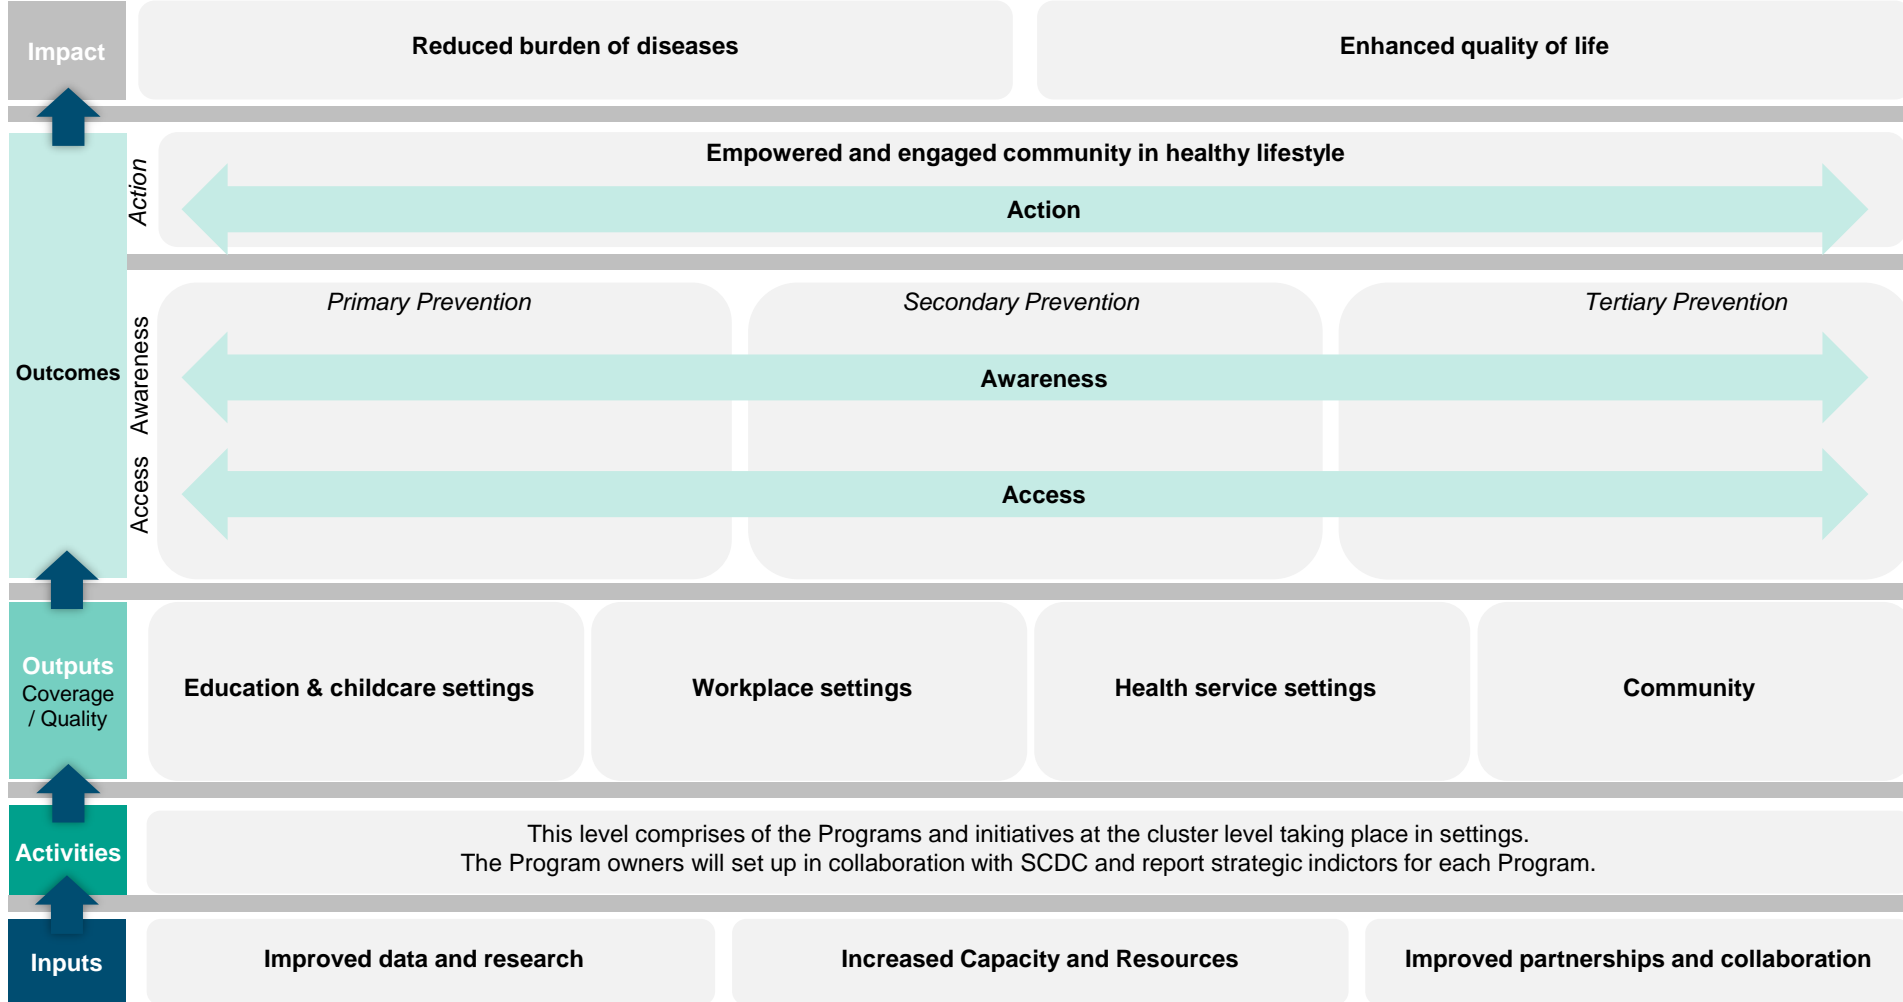 Impact
Reduced burden of diseases
Enhanced quality of life
Outcomes
Action
Empowered and engaged community in healthy lifestyle
Action
Primary Prevention
Secondary Prevention
Tertiary Prevention
Awareness
Awareness
Access
Access
Outputs
Coverage
/ Quality
Education & childcare settings
Workplace settings
Health service settings
Community
Activities
This level comprises of the Programs and initiatives at the cluster level taking place in settings.
The Program owners will set up in collaboration with SCDC and report strategic indictors for each Program.
Inputs
Improved data and research
Increased Capacity and Resources
Improved partnerships and collaboration